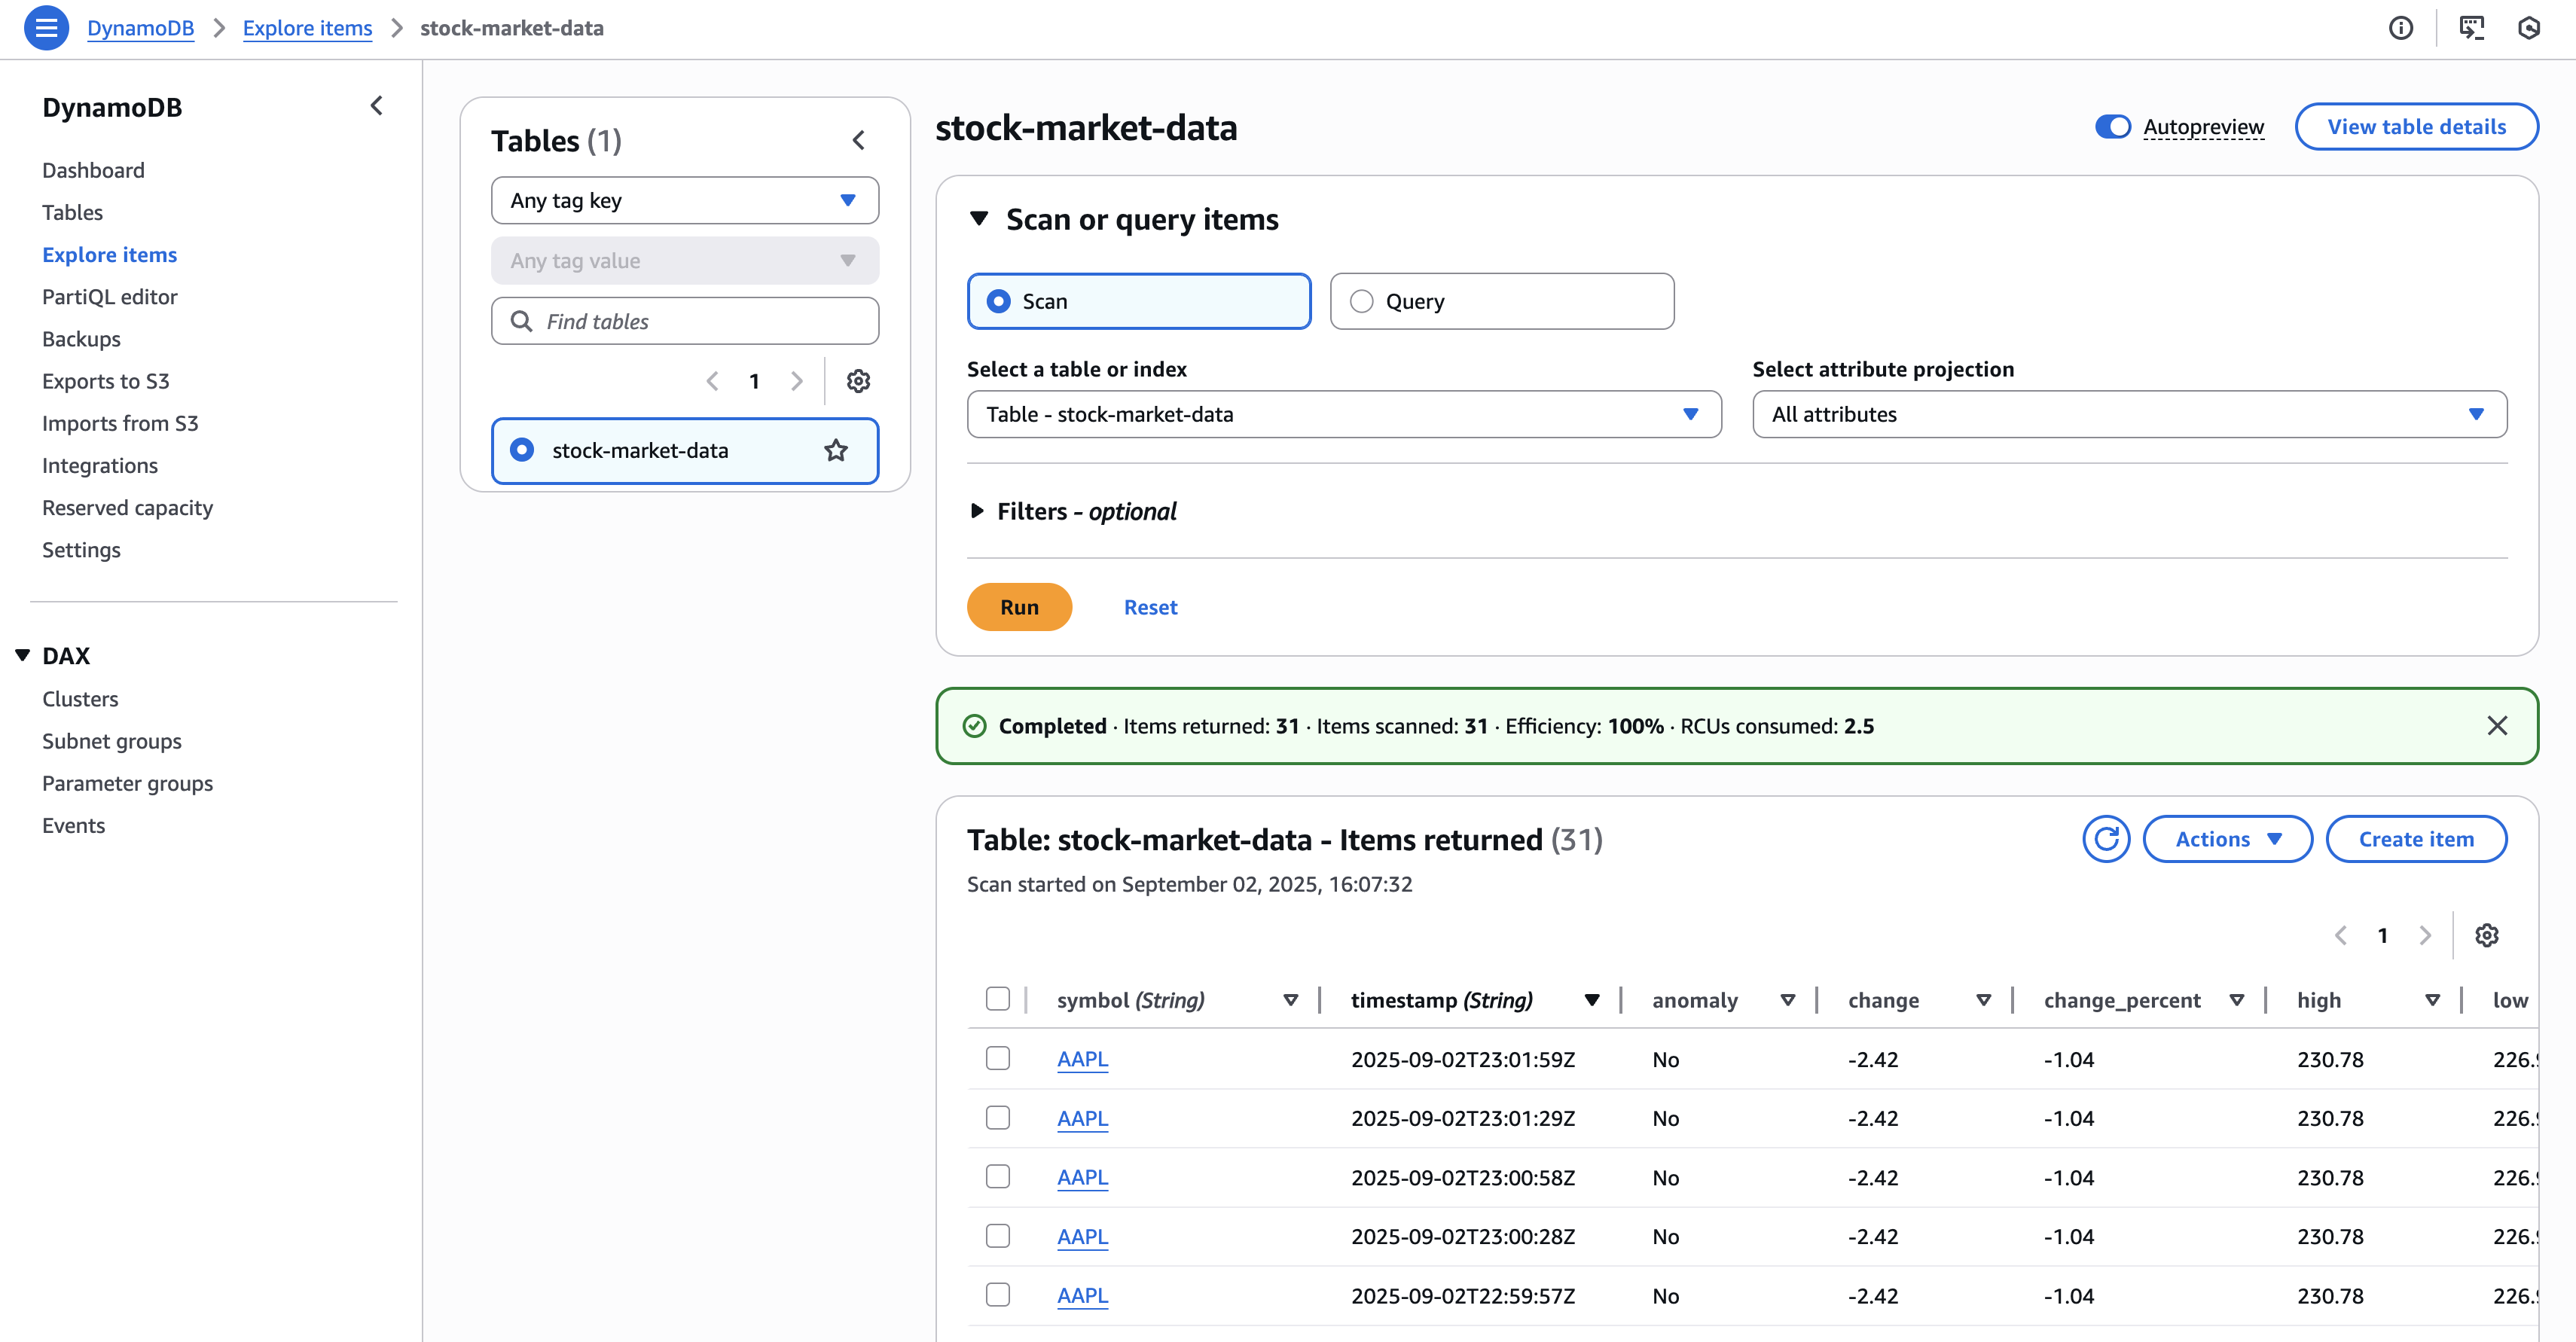 DynamoDB > Explore items > stock-market-data
DynamoDB
Dashboard
Tables
Explore items
PartiQL editor
Backups
Exports to S3
Imports from S3
Integrations
Reserved capacity
Settings
DAX
Clusters
Subnet groups
Parameter groups
Events
Tables (1)
Any tag key
Any tag value
Find tables
1
stock-market-data
stock-market-data
Autopreview
View table details
Scan or query items
Scan
Query
Select a table or index
Table - stock-market-data
Select attribute projection
All attributes
Filters - optional
Run
Reset
Completed · Items returned: 31 · Items scanned: 31 · Efficiency: 100% · RCUs consumed: 2.5
Table: stock-market-data - Items returned (31)
Actions
Create item
Scan started on September 02, 2025, 16:07:32
1
symbol (String) timestamp (String) anomaly change change_percent high low
AAPL 2025-09-02T23:01:59Z No -2.42 -1.04 230.78 226.
AAPL 2025-09-02T23:01:29Z No -2.42 -1.04 230.78 226.
AAPL 2025-09-02T23:00:58Z No -2.42 -1.04 230.78 226.
AAPL 2025-09-02T23:00:28Z No -2.42 -1.04 230.78 226.
AAPL 2025-09-02T22:59:57Z No -2.42 -1.04 230.78 226.